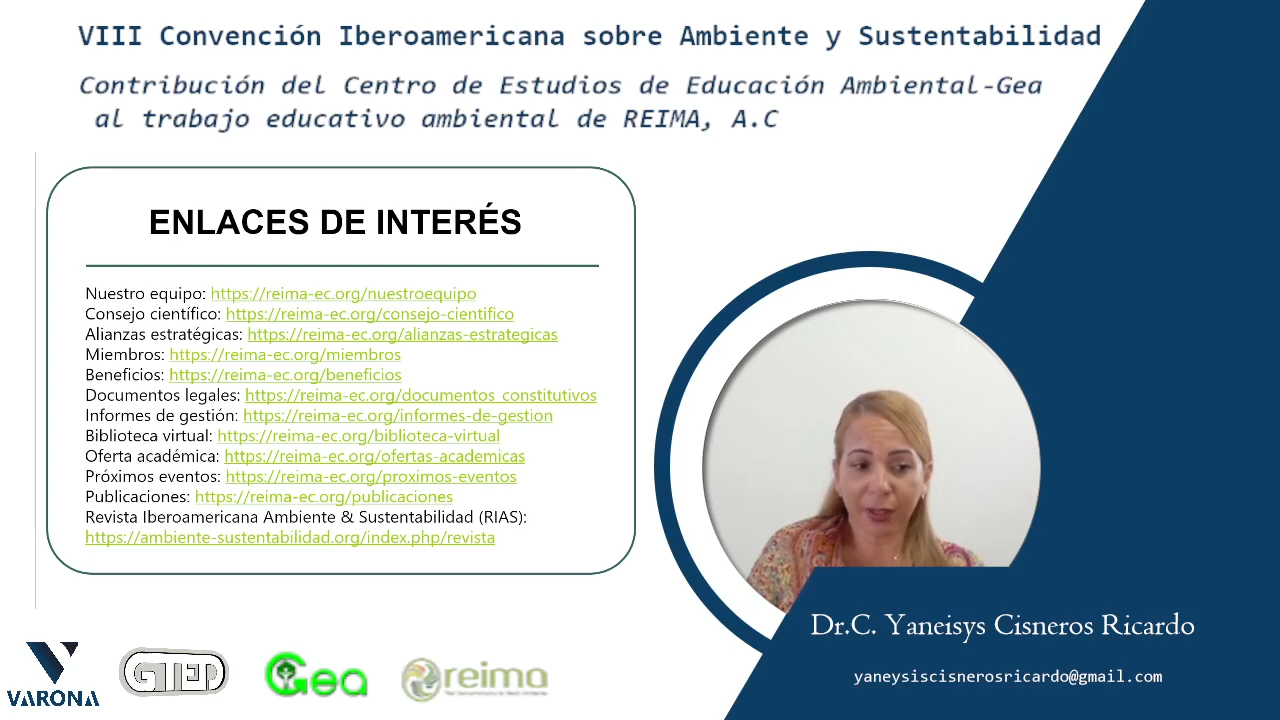 VIII Convención Iberoamericana sobre Ambiente y Sustentabilidad
Contribución del Centro de Estudios de Educación Ambiental-Gea
al trabajo educativo ambiental de REIMA, A.C
ENLACES DE INTERÉS
Nuestro equipo: https://reima-ec.org/nuestroequipo
Consejo científico: https://reima-ec.org/consejo-cientifico
Alianzas estratégicas: https://reima-ec.org/alianzas-estrategicas
Miembros: https://reima-ec.org/miembros
Beneficios: https://reima-ec.org/beneficios
Documentos legales: https://reima-ec.org/documentos_constitutivos
Informes de gestión: https://reima-ec.org/informes-de-gestion
Biblioteca virtual: https://reima-ec.org/biblioteca-virtual
Oferta académica: https://reima-ec.org/ofertas-academicas
Próximos eventos: https://reima-ec.org/proximos-eventos
Publicaciones: https://reima-ec.org/publicaciones
Revista Iberoamericana Ambiente & Sustentabilidad (RIAS):
https://ambiente-sustentabilidad.org/index.php/revista
Dr.C. Yaneisys Cisneros Ricardo
yaneysiscisnerosricardo@gmail.com
VARONA
GTEP
Gea
reima